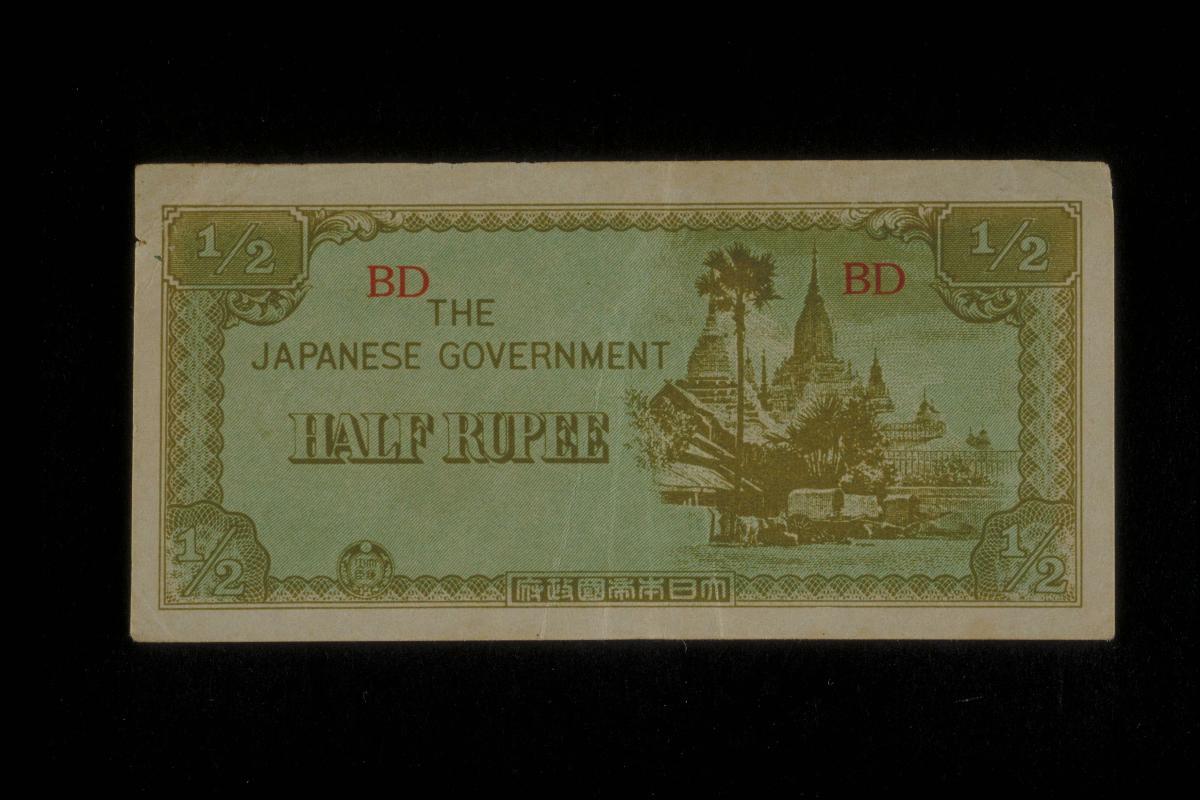 1/2
1/2
BD
BD
THE
JAPANESE GOVERNMENT
HALF RUPEE
1/2
1/2
府政國帝本日大